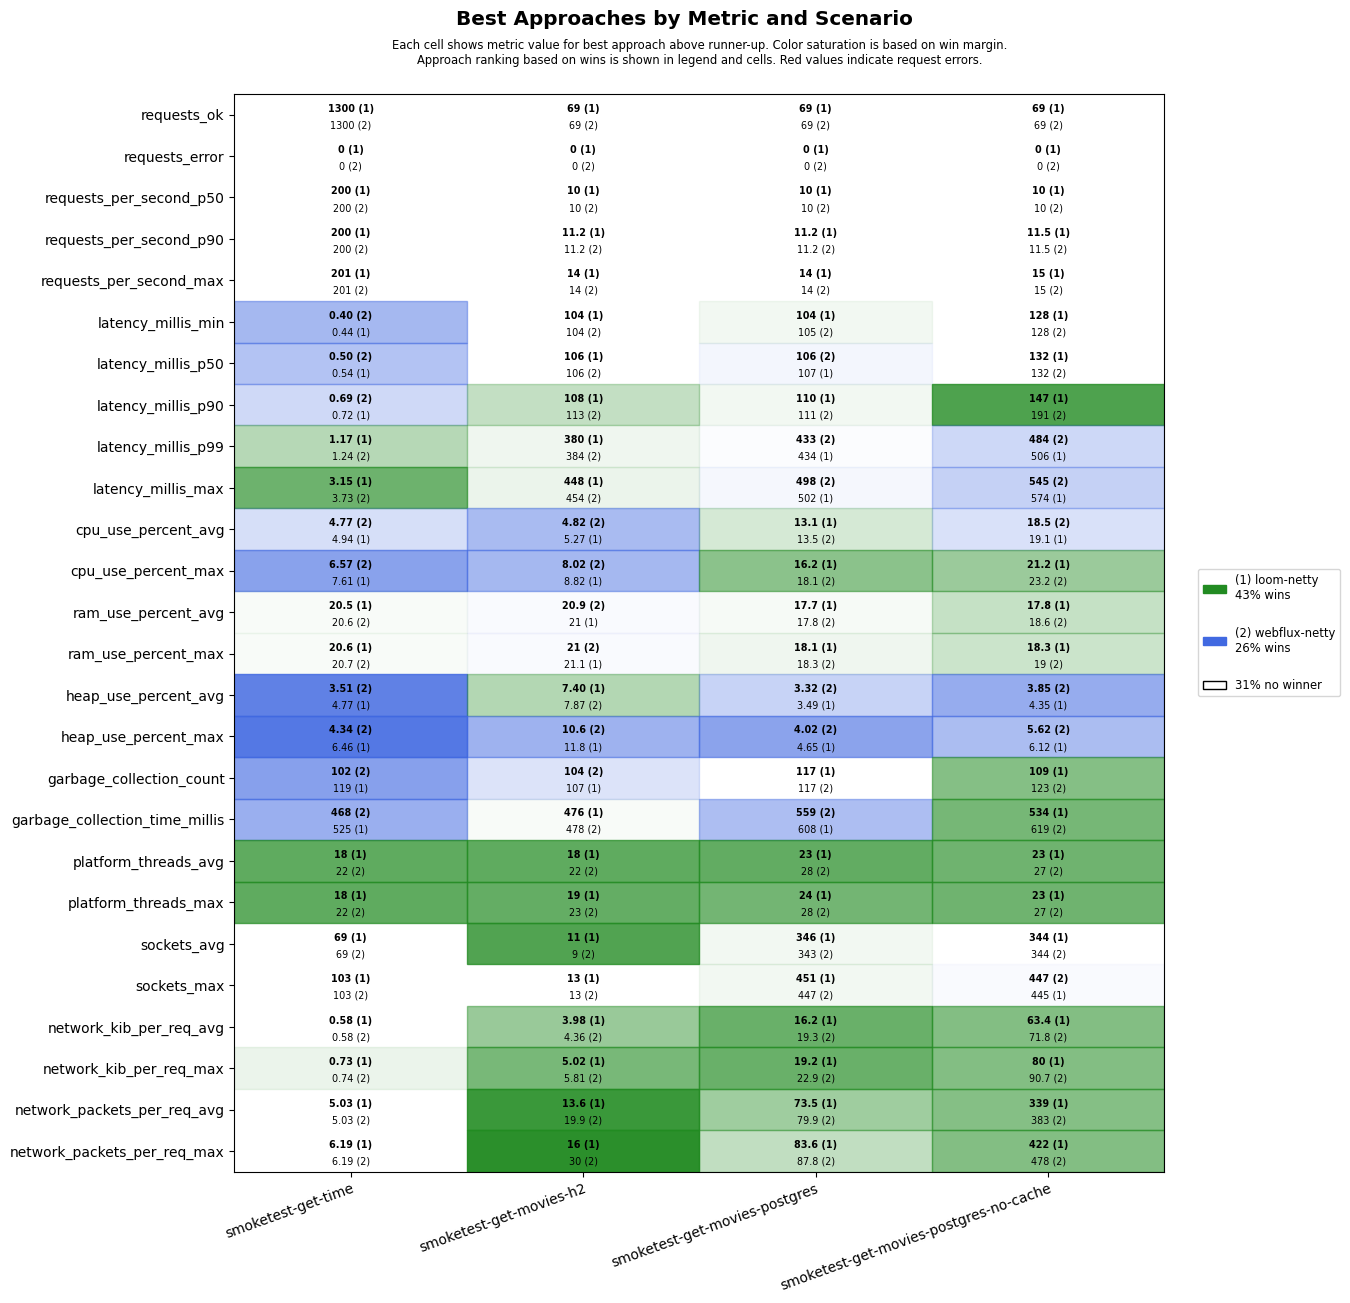 Best Approaches by Metric and Scenario
Each cell shows metric value for best approach above runner-up. Color saturation is based on win margin.
Approach ranking based on wins is shown in legend and cells. Red values indicate request errors.
requests_ok
1300 (1) 69 (1) 69 (1) 69 (1)
1300 (2) 69 (2) 69 (2) 69 (2)
requests_error
0 (1) 0 (1) 0 (1) 0 (1)
0 (2) 0 (2) 0 (2) 0 (2)
requests_per_second_p50
200 (1) 10 (1) 10 (1) 10 (1)
200 (2) 10 (2) 10 (2) 10 (2)
requests_per_second_p90
200 (1) 11.2 (1) 11.2 (1) 11.5 (1)
200 (2) 11.2 (2) 11.2 (2) 11.5 (2)
requests_per_second_max
201 (1) 14 (1) 14 (1) 15 (1)
201 (2) 14 (2) 14 (2) 15 (2)
latency_millis_min
0.40 (2) 104 (1) 104 (1) 128 (1)
0.44 (1) 104 (2) 105 (2) 128 (2)
latency_millis_p50
0.50 (2) 106 (1) 106 (2) 132 (1)
0.54 (1) 106 (2) 107 (1) 132 (2)
latency_millis_p90
0.69 (2) 108 (1) 110 (1) 147 (1)
0.72 (1) 113 (2) 111 (2) 191 (2)
latency_millis_p99
1.17 (1) 380 (1) 433 (2) 484 (2)
1.24 (2) 384 (2) 434 (1) 506 (1)
latency_millis_max
3.15 (1) 448 (1) 498 (2) 545 (2)
3.73 (2) 454 (2) 502 (1) 574 (1)
cpu_use_percent_avg
4.77 (2) 4.82 (2) 13.1 (1) 18.5 (2)
4.94 (1) 5.27 (1) 13.5 (2) 19.1 (1)
cpu_use_percent_max
6.57 (2) 8.02 (2) 16.2 (1) 21.2 (1)
7.61 (1) 8.82 (1) 18.1 (2) 23.2 (2)
ram_use_percent_avg
20.5 (1) 20.9 (2) 17.7 (1) 17.8 (1)
20.6 (2) 21 (1) 17.8 (2) 18.6 (2)
ram_use_percent_max
20.6 (1) 21 (2) 18.1 (1) 18.3 (1)
20.7 (2) 21.1 (1) 18.3 (2) 19 (2)
heap_use_percent_avg
3.51 (2) 7.40 (1) 3.32 (2) 3.85 (2)
4.77 (1) 7.87 (2) 3.49 (1) 4.35 (1)
heap_use_percent_max
4.34 (2) 10.6 (2) 4.02 (2) 5.62 (2)
6.46 (1) 11.8 (1) 4.65 (1) 6.12 (1)
garbage_collection_count
102 (2) 104 (2) 117 (1) 109 (1)
119 (1) 107 (1) 117 (2) 123 (2)
garbage_collection_time_millis
468 (2) 476 (1) 559 (2) 534 (1)
525 (1) 478 (2) 608 (1) 619 (2)
platform_threads_avg
18 (1) 18 (1) 23 (1) 23 (1)
22 (2) 22 (2) 28 (2) 27 (2)
platform_threads_max
18 (1) 19 (1) 24 (1) 23 (1)
22 (2) 23 (2) 28 (2) 27 (2)
sockets_avg
69 (1) 11 (1) 346 (1) 344 (1)
69 (2) 9 (2) 343 (2) 344 (2)
sockets_max
103 (1) 13 (1) 451 (1) 447 (2)
103 (2) 13 (2) 447 (2) 445 (1)
network_kib_per_req_avg
0.58 (1) 3.98 (1) 16.2 (1) 63.4 (1)
0.58 (2) 4.36 (2) 19.3 (2) 71.8 (2)
network_kib_per_req_max
0.73 (1) 5.02 (1) 19.2 (1) 80 (1)
0.74 (2) 5.81 (2) 22.9 (2) 90.7 (2)
network_packets_per_req_avg
5.03 (1) 13.6 (1) 73.5 (1) 339 (1)
5.03 (2) 19.9 (2) 79.9 (2) 383 (2)
network_packets_per_req_max
6.19 (1) 16 (1) 83.6 (1) 422 (1)
6.19 (2) 30 (2) 87.8 (2) 478 (2)
smoketest-get-time
smoketest-get-movies-h2
smoketest-get-movies-postgres
smoketest-get-movies-postgres-no-cache
(1) loom-netty
43% wins
(2) webflux-netty
26% wins
31% no winner